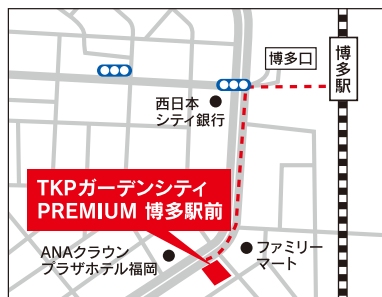 博多口
博多駅
西日本
シティ銀行
TKPガーデンシティ
PREMIUM 博多駅前
ANAクラウン
プラザホテル福岡
ファミリー
マート